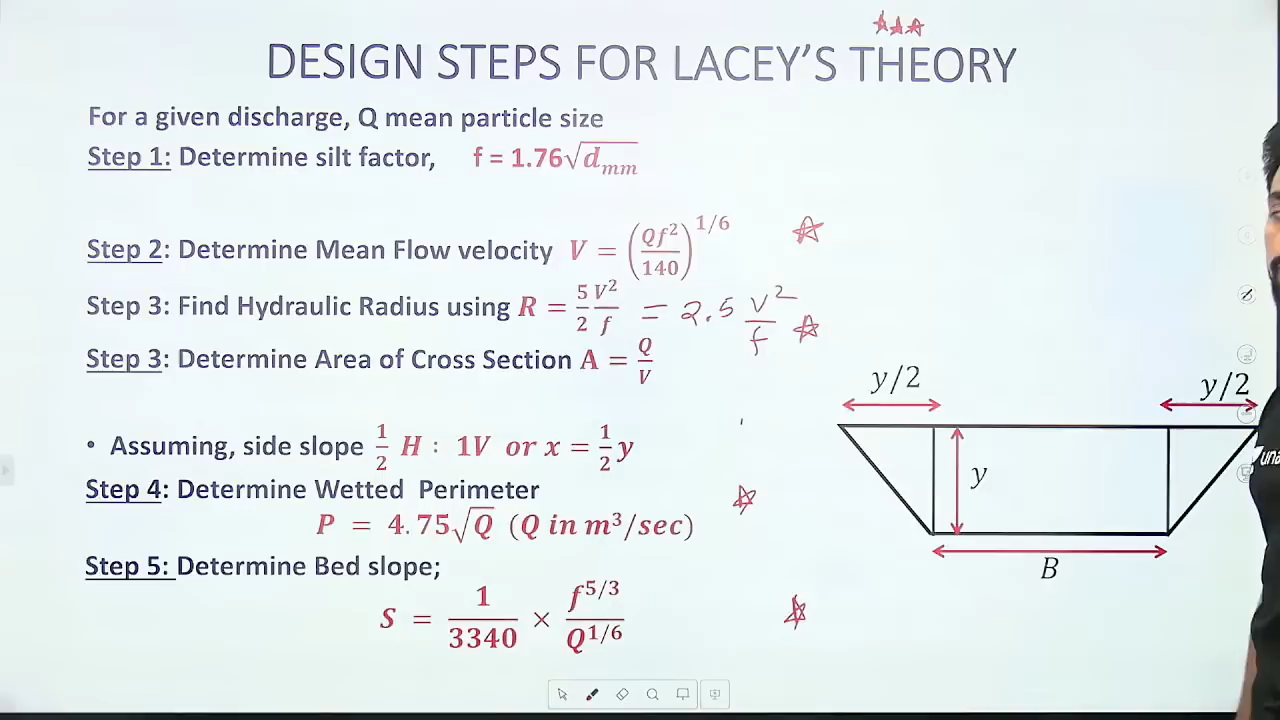 DESIGN STEPS FOR LACEY'S THEORY
For a given discharge, Q mean particle size
Step 1: Determine silt factor, f = 1.76√d_mm
Step 2: Determine Mean Flow velocity V = (Qf²/140)^1/6
Step 3: Find Hydraulic Radius using R = 5/2 V²/f = 2.5 V²/f
Step 3: Determine Area of Cross Section A = Q/V
• Assuming, side slope 1/2 H : 1V or x = 1/2 y
Step 4: Determine Wetted Perimeter
P = 4.75√Q (Q in m³/sec)
Step 5: Determine Bed slope;
S = 1/3340 × f^5/3 / Q^1/6
y/2
y/2
y
B